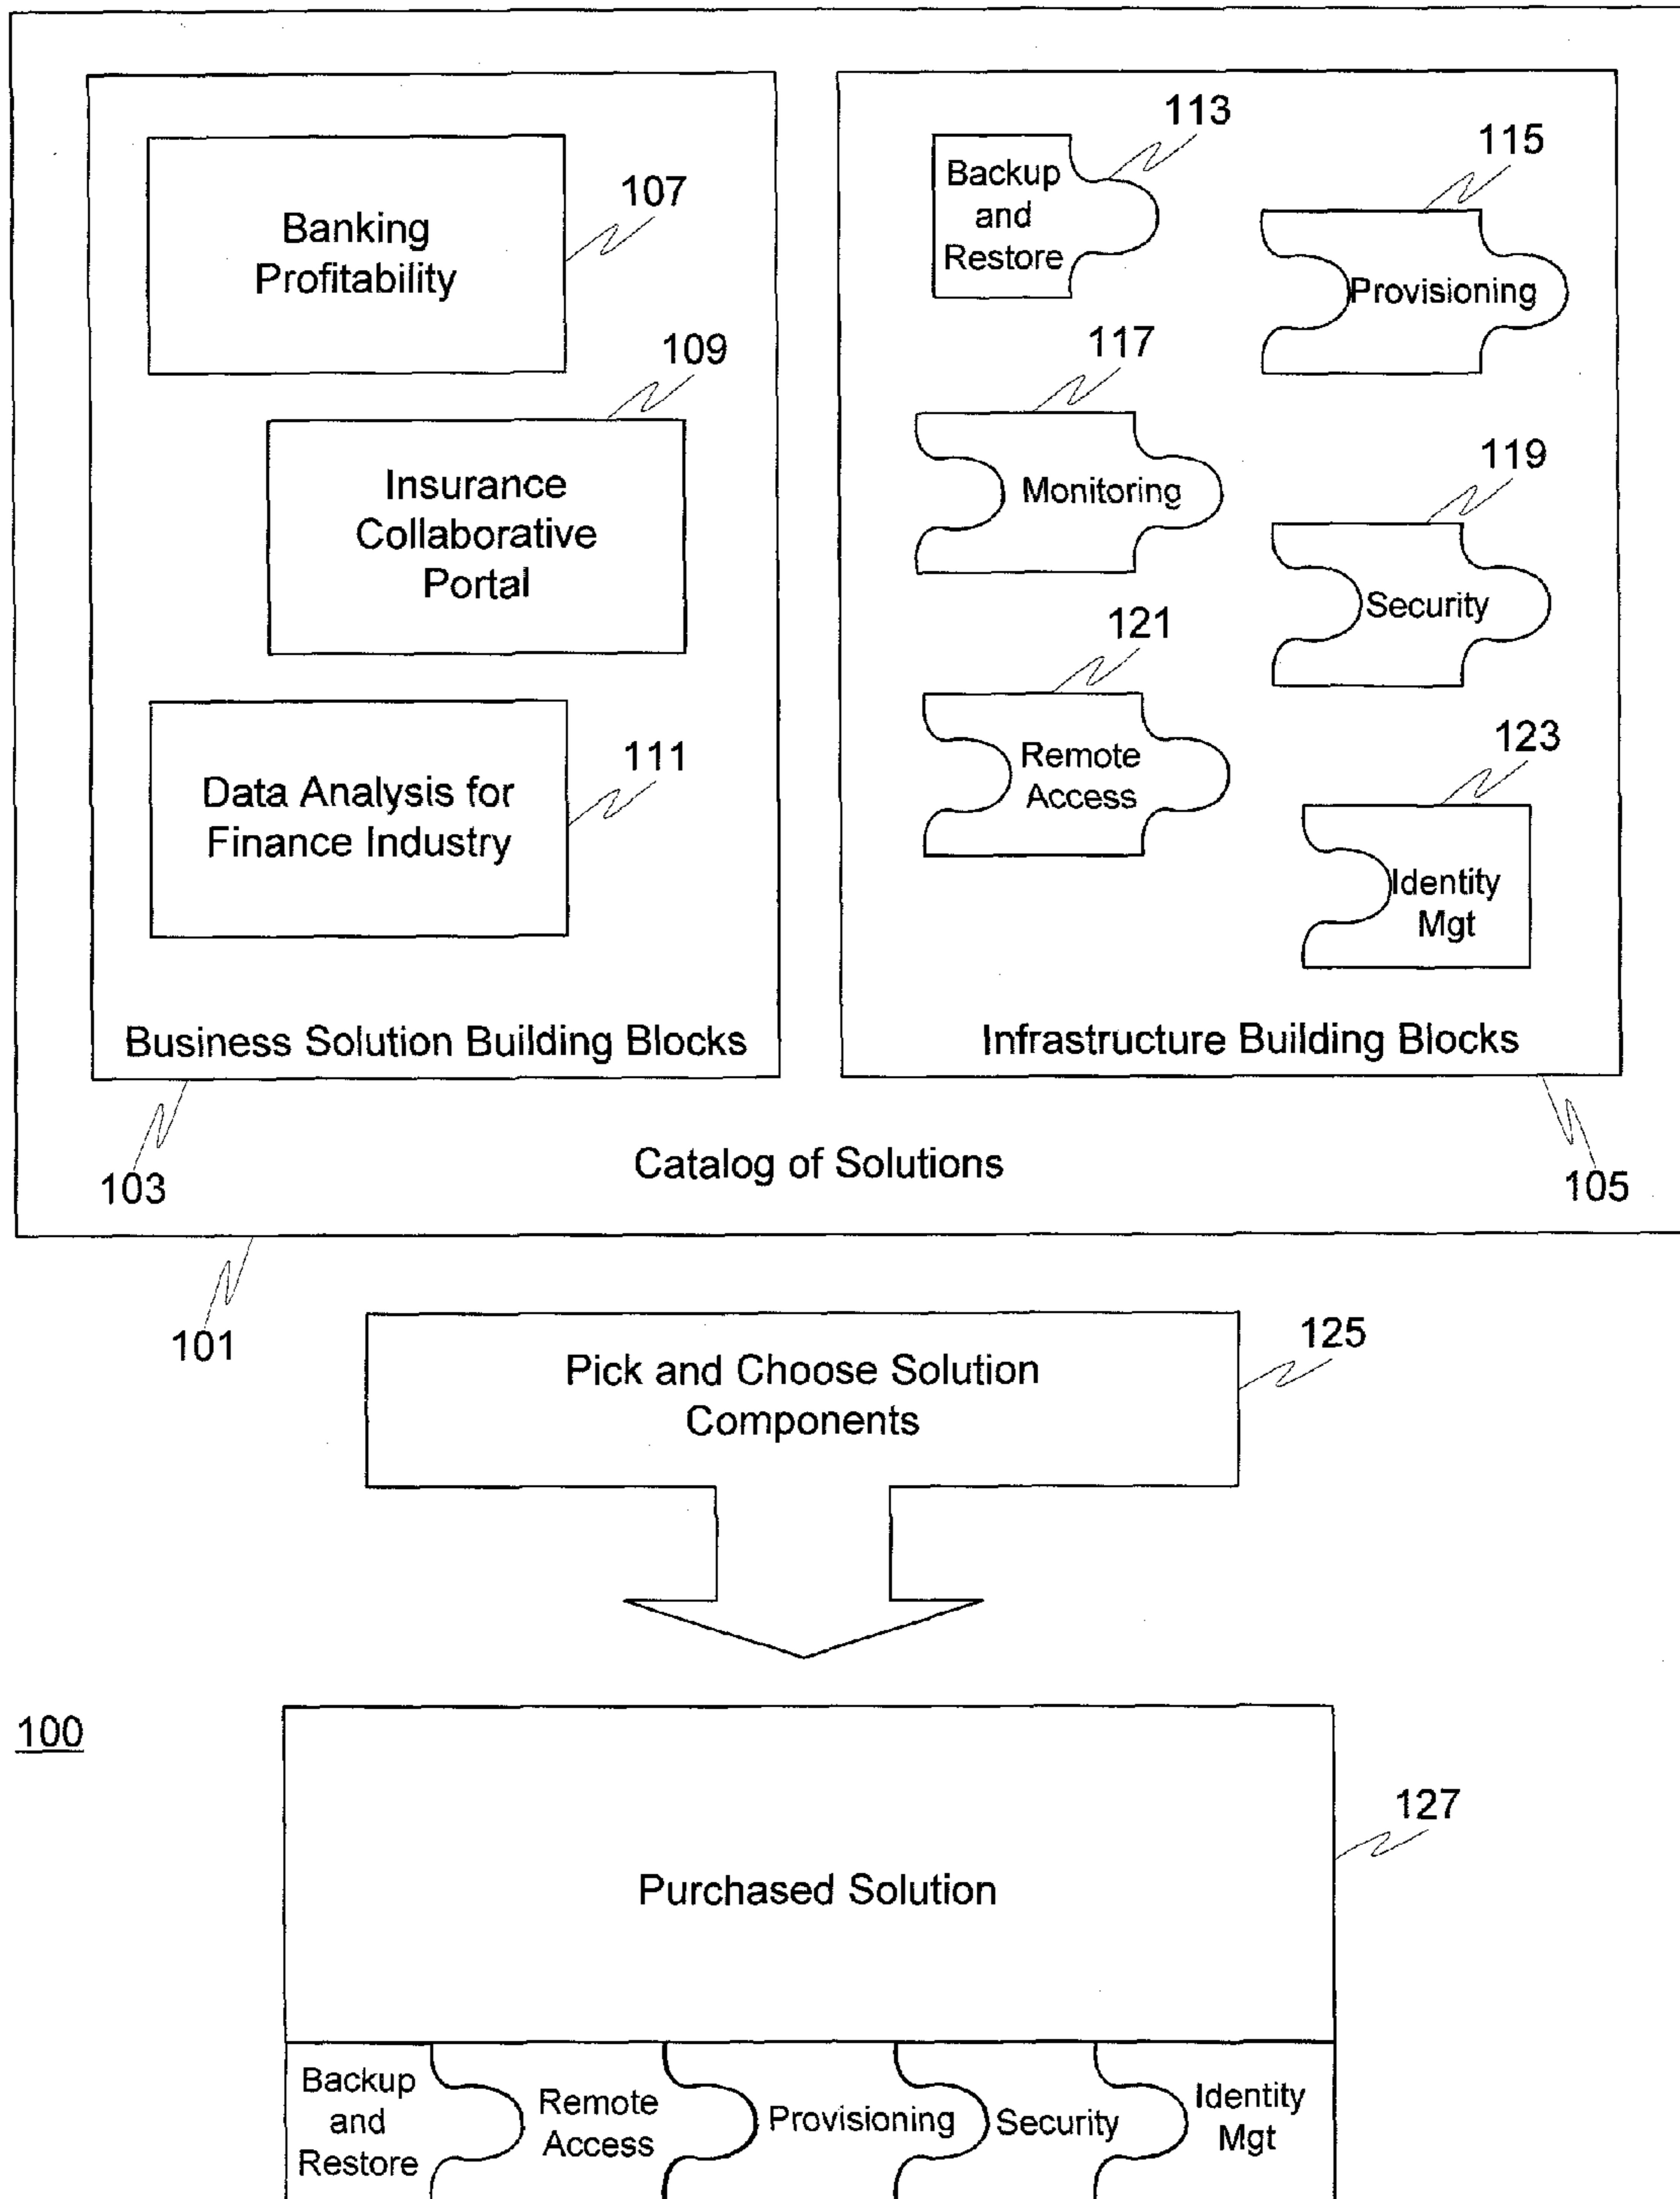 107
Banking
Profitability
109
Insurance
Collaborative
Portal
111
Data Analysis for
Finance Industry
Business Solution Building Blocks
103
113
Backup
and
Restore
115
Provisioning
117
Monitoring
119
Security
121
Remote
Access
123
Identity
Mgt
Infrastructure Building Blocks
105
Catalog of Solutions
101
125
Pick and Choose Solution
Components
100
127
Purchased Solution
Backup
and
Restore
Remote
Access
Provisioning
Security
Identity
Mgt